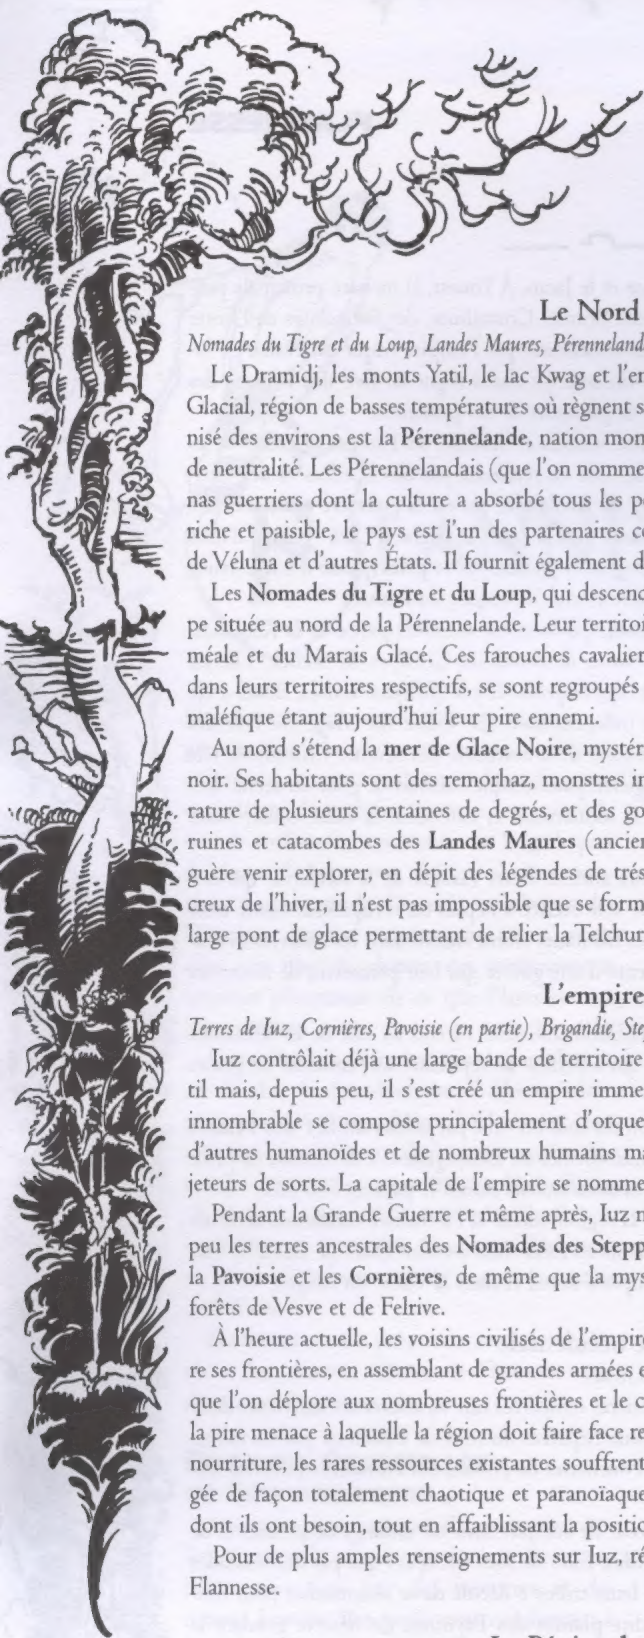 Le Nord
Nomades du Tigre et du Loup, Landes Maures, Pérenneland
Le Dramidj, les monts Yatil, le lac Kwag et l'em
Glacial, région de basses températures où règnent s
nisé des environs est la Pérennelande, nation mon
de neutralité. Les Pérennelandais (que l'on nomme
nas guerriers dont la culture a absorbé tous les pe
riche et paisible, le pays est l'un des partenaires co
de Véluna et d'autres États. Il fournit également d
Les Nomades du Tigre et du Loup, qui descend
pe située au nord de la Pérennelande. Leur territoi
méale et du Marais Glacé. Ces farouches cavalier
dans leurs territoires respectifs, se sont regroupés
maléfique étant aujourd'hui leur pire ennemi.
Au nord s'étend la mer de Glace Noire, mystér
noir. Ses habitants sont des remorhaz, monstres in
rature de plusieurs centaines de degrés, et des go
ruines et catacombes des Landes Maures (ancien
guère venir explorer, en dépit des légendes de trés
creux de l'hiver, il n'est pas impossible que se form
large pont de glace permettant de relier la Telchur
L'empire
Terres de Iuz, Cornières, Pavoisie (en partie), Brigandie, Ste
Iuz contrôlait déjà une large bande de territoire
til mais, depuis peu, il s'est créé un empire imme
innombrable se compose principalement d'orque
d'autres humanoïdes et de nombreux humains ma
jeteurs de sorts. La capitale de l'empire se nomme
Pendant la Grande Guerre et même après, Iuz n
peu les terres ancestrales des Nomades des Stepp
la Pavoisie et les Cornières, de même que la mys
forêts de Vesve et de Felrive.
À l'heure actuelle, les voisins civilisés de l'empire
re ses frontières, en assemblant de grandes armées e
que l'on déplore aux nombreuses frontières et le c
la pire menace à laquelle la région doit faire face re
nourriture, les rares ressources existantes souffrent
gée de façon totalement chaotique et paranoïaque
dont ils ont besoin, tout en affaiblissant la positio
Pour de plus amples renseignements sur Iuz, ré
Flannesse.